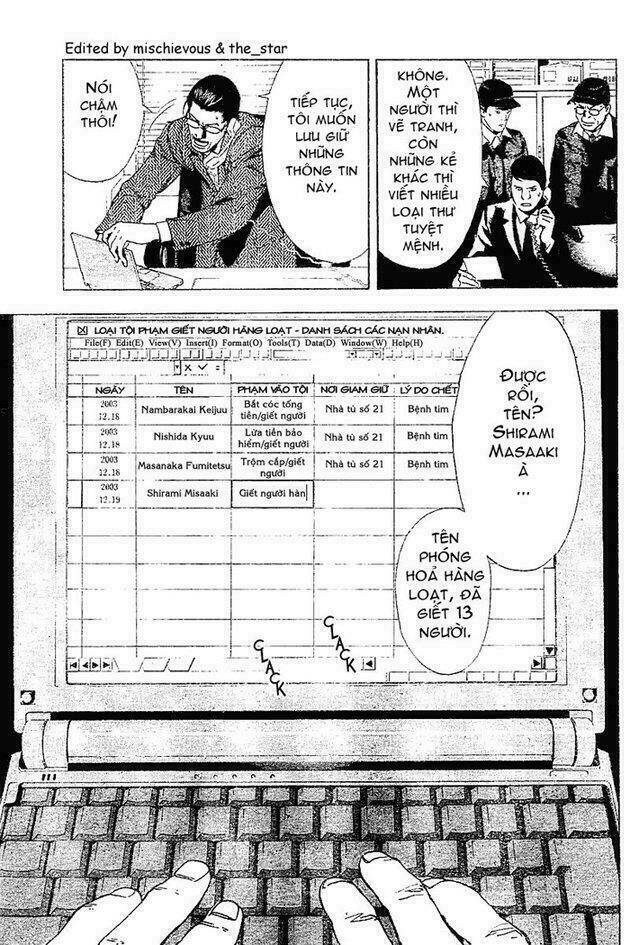 Edited by mischievous & the_star
KHÔNG.
MỘT
NGƯỜI THÌ
VẼ TRANH,
CÒN
NHỮNG KẺ
KHÁC THÌ
VIẾT NHIỀU
LOẠI THƯ
TUYỆT
MỆNH.
TIẾP TỤC,
TÔI MUỐN
LƯU GIỮ
NHỮNG
THÔNG TIN
NÀY.
NÓI
CHẬM
THÔI!
ĐƯỢC
RỒI,
TÊN?
SHIRAMI
MASAAKI
À
...
TÊN
PHÓNG
HOẢ HÀNG
LOẠT, ĐÃ
GIẾT 13
NGƯỜI.
LOẠI TỘI PHẠM GIẾT NGƯỜI HÀNG LOẠT - DANH SÁCH CÁC NẠN NHÂN.
File(F) Edit(E) View(V) Insert(I) Format(O) Tools(T) Data(D) Window(W) Help(H)
NGÀY TÊN PHẠM VÀO TỘI NƠI GIAM GIỮ LÝ DO CHẾT
2003 12.18 Nambarakai Keijuu Bắt cóc tống tiền/giết người Nhà tù số 21 Bệnh tim
2003 12.18 Nishida Kyuu Lừa tiền bảo hiểm/giết người Nhà tù số 21 Bệnh tim
2003 12.18 Masanaka Fumitetsu Trộm cắp/giết người Nhà tù số 21 Bệnh tim
2003 12.19 Shirami Misaaki Giết người hàn
CLACK
CLACK